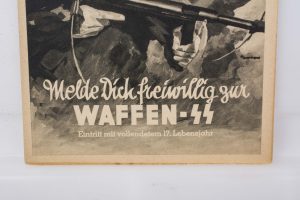 Melde Dich freiwillig zur
WAFFEN-SS
Eintritt mit vollendetem 17. Lebensjahr